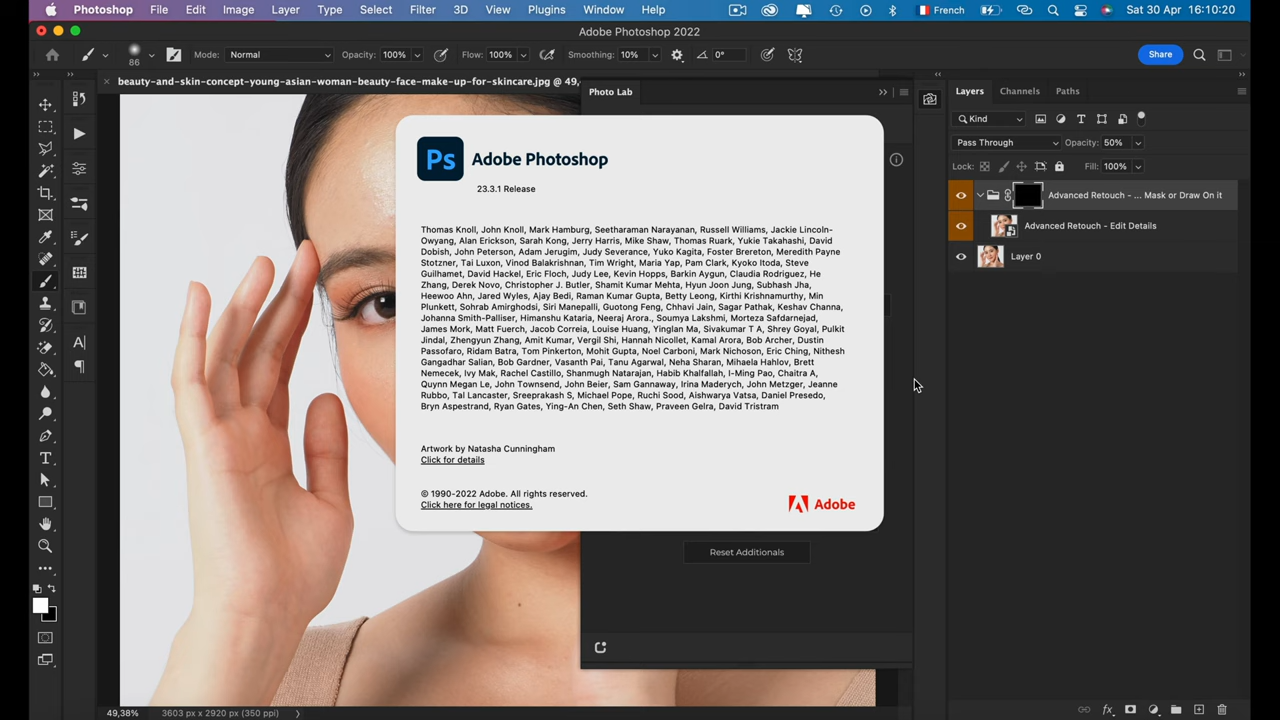 Photoshop File Edit Image Layer Type Select Filter 3D View Plugins Window Help French Sat 30 Apr 16:10:20
Adobe Photoshop 2022
86 Mode: Normal Opacity: 100% Flow: 100% Smoothing: 10% 0° Share
beauty-and-skin-concept-young-asian-woman-beauty-face-make-up-for-skincare.jpg @ 49,
Photo Lab
Layers Channels Paths
Kind
Pass Through Opacity: 50%
Lock: Fill: 100%
Advanced Retouch - ... Mask or Draw On it
Advanced Retouch - Edit Details
Layer 0
Ps Adobe Photoshop
23.3.1 Release
Thomas Knoll, John Knoll, Mark Hamburg, Seetharaman Narayanan, Russell Williams, Jackie Lincoln-
Owyang, Alan Erickson, Sarah Kong, Jerry Harris, Mike Shaw, Thomas Ruark, Yukie Takahashi, David
Dobish, John Peterson, Adam Jerugim, Judy Severance, Yuko Kagita, Foster Brereton, Meredith Payne
Stotzner, Tai Luxon, Vinod Balakrishnan, Tim Wright, Maria Yap, Pam Clark, Kyoko Itoda, Steve
Guilhamet, David Hackel, Eric Floch, Judy Lee, Kevin Hopps, Barkin Aygun, Claudia Rodriguez, He
Zhang, Derek Novo, Christopher J. Butler, Shamit Kumar Mehta, Hyun Joon Jung, Subhash Jha,
Heewoo Ahn, Jared Wyles, Ajay Bedi, Raman Kumar Gupta, Betty Leong, Kirthi Krishnamurthy, Min
Plunkett, Sohrab Amirghodsi, Siri Manepalli, Guotong Feng, Chhavi Jain, Sagar Pathak, Keshav Channa,
Johanna Smith-Palliser, Himanshu Kataria, Neeraj Arora., Soumya Lakshmi, Morteza Safdarnejad,
James Mork, Matt Fuerch, Jacob Correia, Louise Huang, Yinglan Ma, Sivakumar T A, Shrey Goyal, Pulkit
Jindal, Zhengyun Zhang, Amit Kumar, Vergil Shi, Hannah Nicollet, Kamal Arora, Bob Archer, Dustin
Passofaro, Ridam Batra, Tom Pinkerton, Mohit Gupta, Noel Carboni, Mark Nichoson, Eric Ching, Nithesh
Gangadhar Salian, Bob Gardner, Vasanth Pai, Tanu Agarwal, Neha Sharan, Mihaela Hahlov, Brett
Nemecek, Ivy Mak, Rachel Castillo, Shanmugh Natarajan, Habib Khalfallah, I-Ming Pao, Chaitra A,
Quynn Megan Le, John Townsend, John Beier, Sam Gannaway, Irina Maderych, John Metzger, Jeanne
Rubbo, Tal Lancaster, Sreeprakash S, Michael Pope, Ruchi Sood, Aishwarya Vatsa, Daniel Presedo,
Bryn Aspestrand, Ryan Gates, Ying-An Chen, Seth Shaw, Praveen Gelra, David Tristram
Artwork by Natasha Cunningham
Click for details
© 1990-2022 Adobe. All rights reserved.
Click here for legal notices.
Adobe
Reset Additionals
49,38% 3603 px x 2920 px (350 ppi)